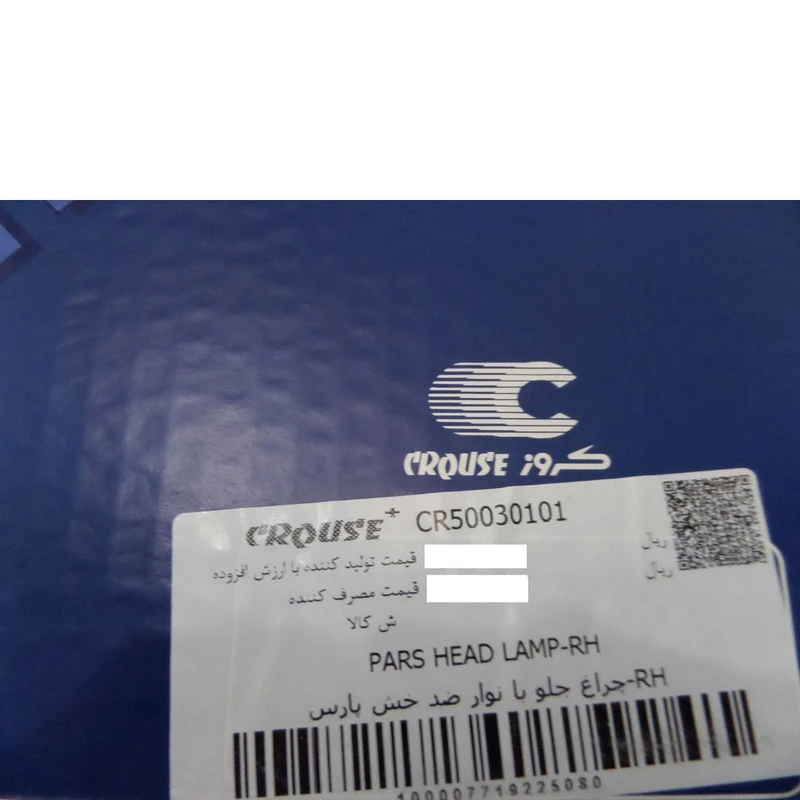 CROUSE کروز
CROUSE+ CR50030101
قیمت تولید کننده با ارزش افزوده ریال
قیمت مصرف کننده ریال
ش کالا
PARS HEAD LAMP-RH
RH-چراغ جلو با نوار ضد خش پارس
100007719225080